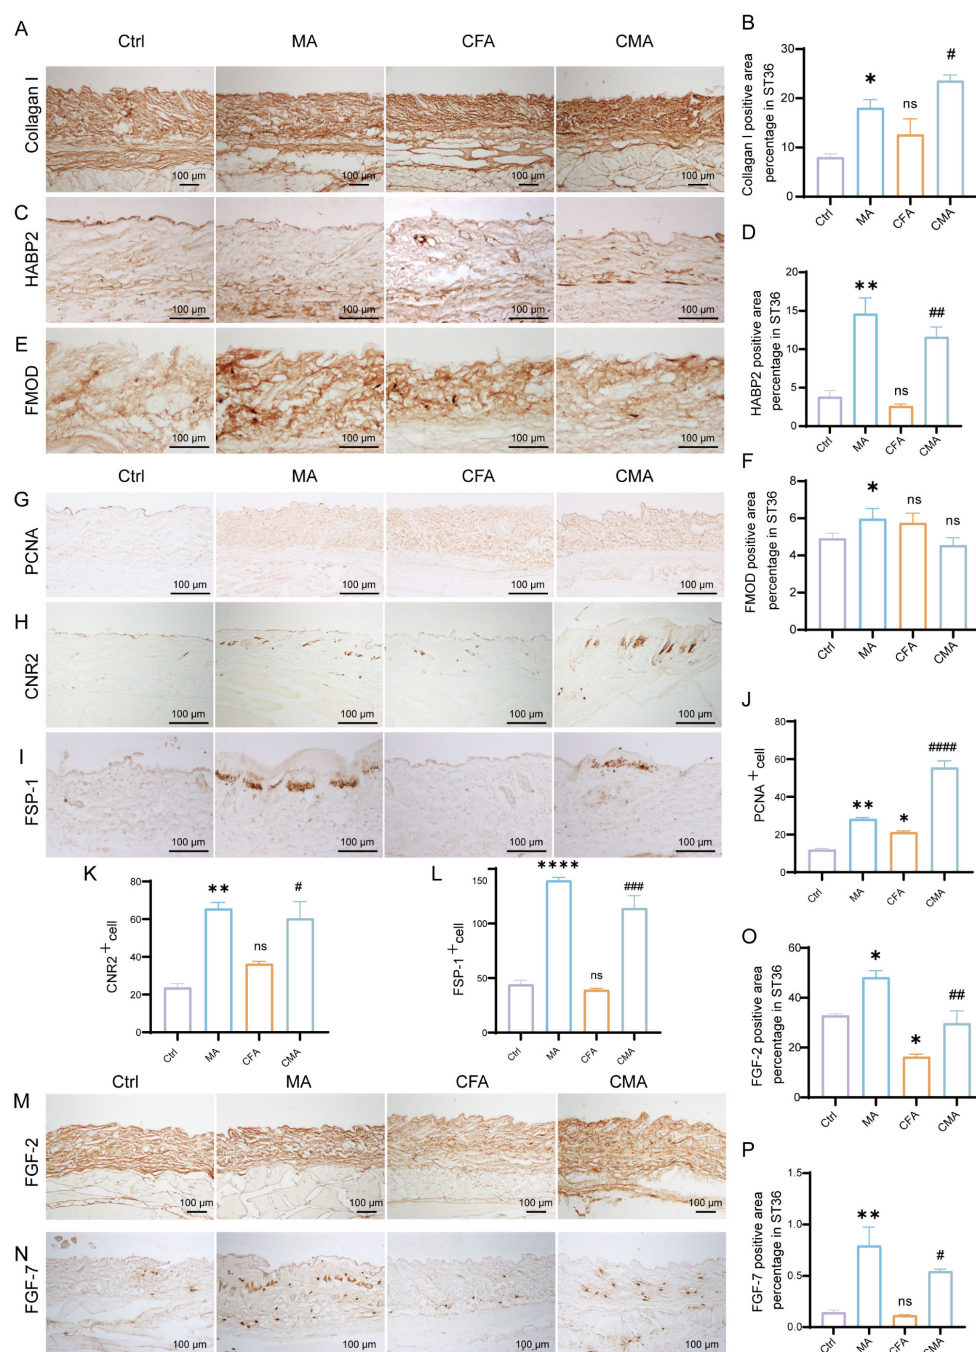 A
Ctrl MA CFA CMA
Collagan I
100 µm 100 µm 100 µm 100 µm
B
Collagan I positive area
percentage in ST36
30
20
10
0
* ns #
Ctrl MA CFA CMA
C
HABP2
100 µm 100 µm 100 µm 100 µm
D
HABP2 positive area
percentage in ST36
20
15
10
5
0
** ns ##
Ctrl MA CFA CMA
E
FMOD
100 µm 100 µm 100 µm 100 µm
F
FMOD positive area
percentage in ST36
8
6
4
2
0
* ns ns
Ctrl MA CFA CMA
Ctrl MA CFA CMA
G
PCNA
100 µm 100 µm 100 µm 100 µm
H
CNR2
100 µm 100 µm 100 µm 100 µm
I
FSP-1
100 µm 100 µm 100 µm 100 µm
J
PCNA + cell
80
60
40
20
0
** * ####
Ctrl MA CFA CMA
K
CNR2 + cell
80
60
40
20
0
** ns #
Ctrl MA CFA CMA
L
FSP-1 + cell
150
100
50
0
**** ns ###
Ctrl MA CFA CMA
Ctrl MA CFA CMA
M
FGF-2
100 µm 100 µm 100 µm 100 µm
N
FGF-7
100 µm 100 µm 100 µm 100 µm
O
FGF-2 positive area
percentage in ST36
60
40
20
0
* * ##
Ctrl MA CFA CMA
P
FGF-7 positive area
percentage in ST36
1.5
1.0
0.5
0.0
** ns #
Ctrl MA CFA CMA